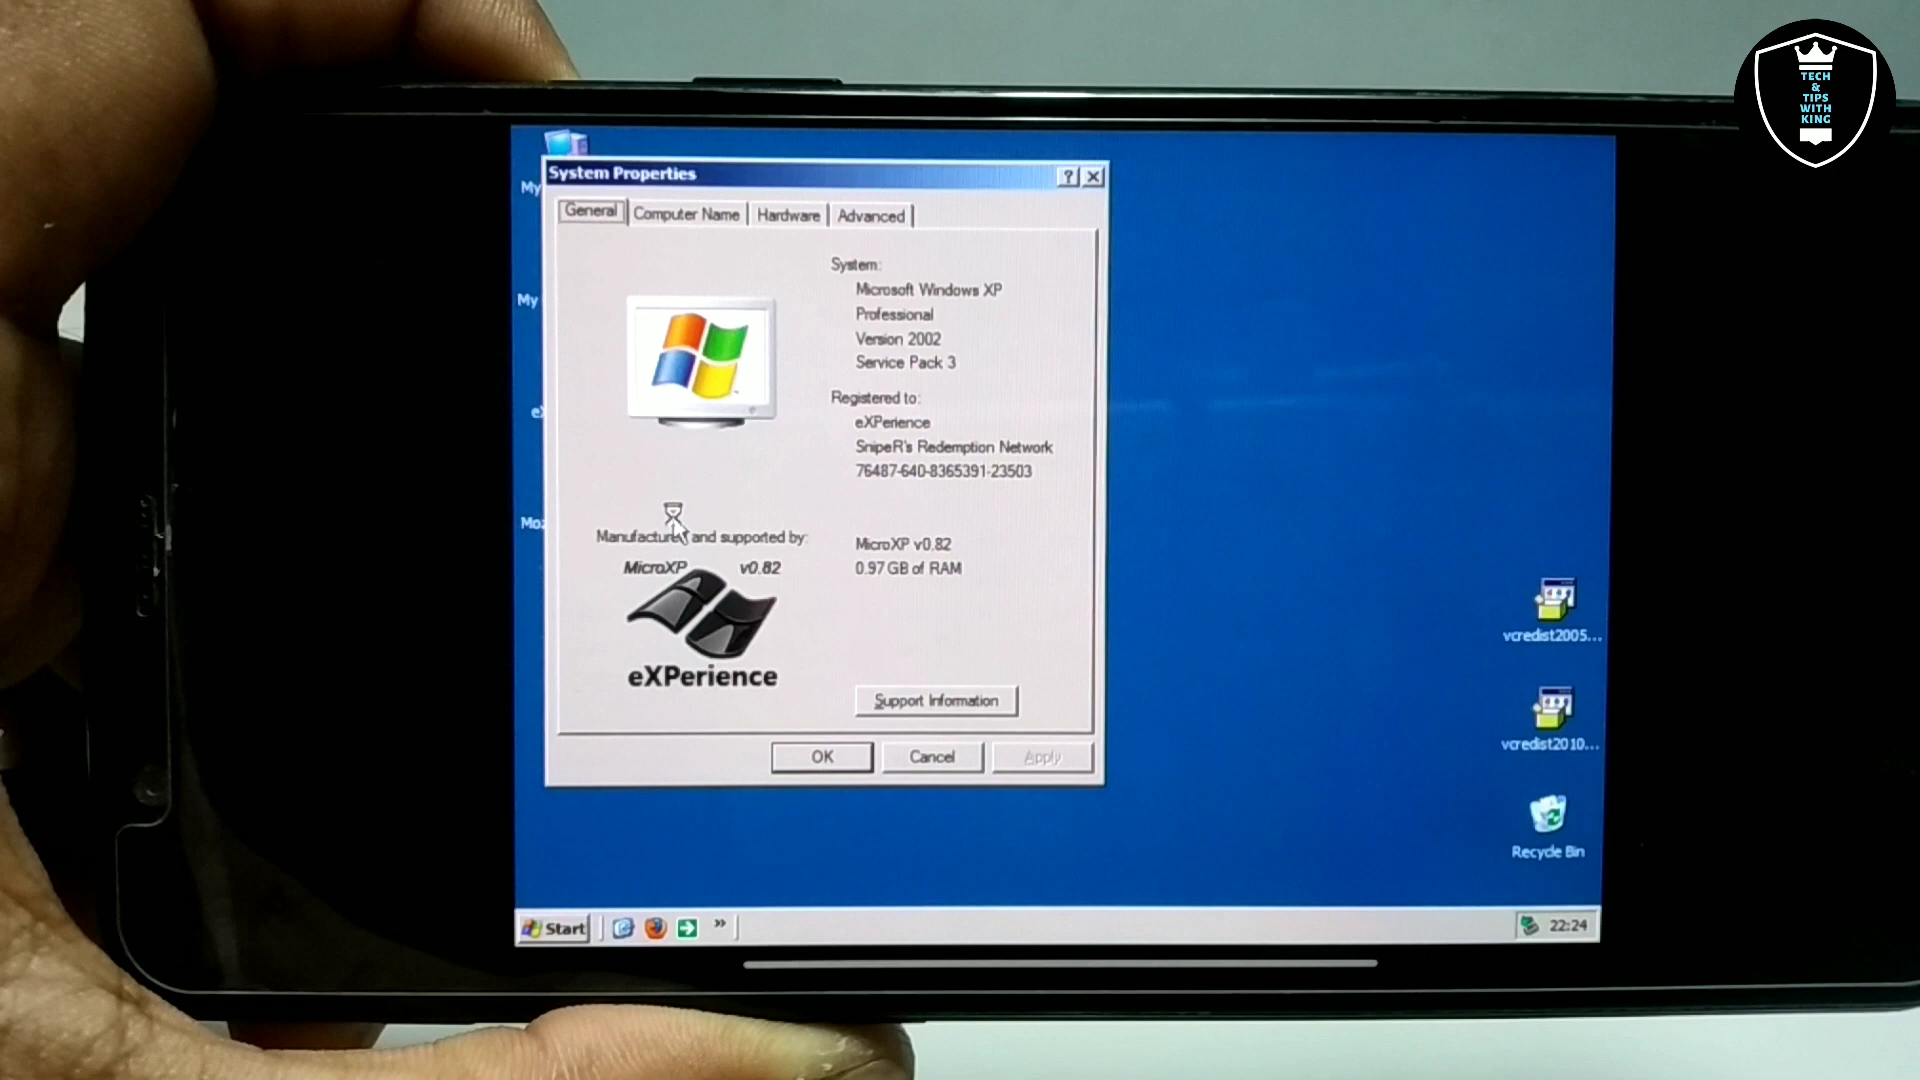 TECH
&
TIPS
WITH
KING
My
System Properties
General
Computer Name
Hardware
Advanced
System:
Microsoft Windows XP
Professional
Version 2002
Service Pack 3
Registered to:
eXPerience
SnipeR's Redemption Network
76487-640-8365391-23503
My
Manufactured and supported by:
MicroXP v0.82
eXPerience
MicroXP v0.82
0.97 GB of RAM
Support Information
OK
Cancel
Apply
vcredist2005...
vcredist2010...
Recycle Bin
Start
»
22:24